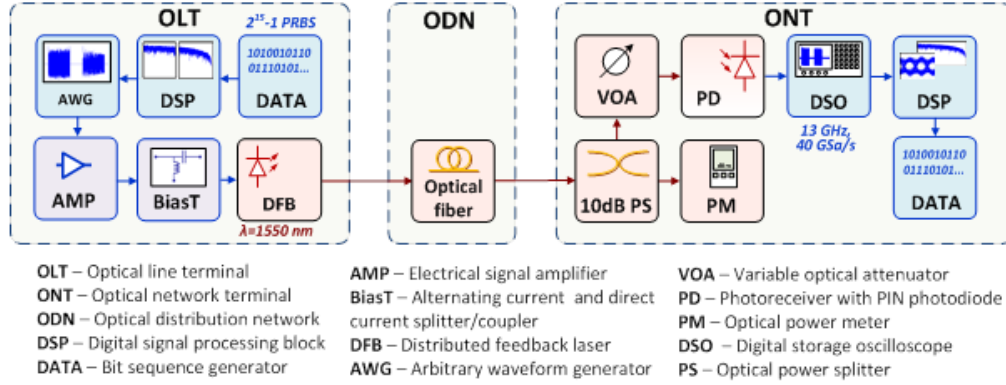 OLT
ODN
ONT
2¹⁵-1 PRBS
1010010110
01110101...
AWG
DSP
DATA
VOA
PD
DSO
DSP
13 GHz,
40 GSa/s
1010010110
01110101...
AMP
BiasT
DFB
Optical
fiber
10dB PS
PM
DATA
λ=1550 nm
OLT – Optical line terminal
ONT – Optical network terminal
ODN – Optical distribution network
DSP – Digital signal processing block
DATA – Bit sequence generator
AMP – Electrical signal amplifier
BiasT – Alternating current and direct
current splitter/coupler
DFB – Distributed feedback laser
AWG – Arbitrary waveform generator
VOA – Variable optical attenuator
PD – Photoreceiver with PIN photodiode
PM – Optical power meter
DSO – Digital storage oscilloscope
PS – Optical power splitter